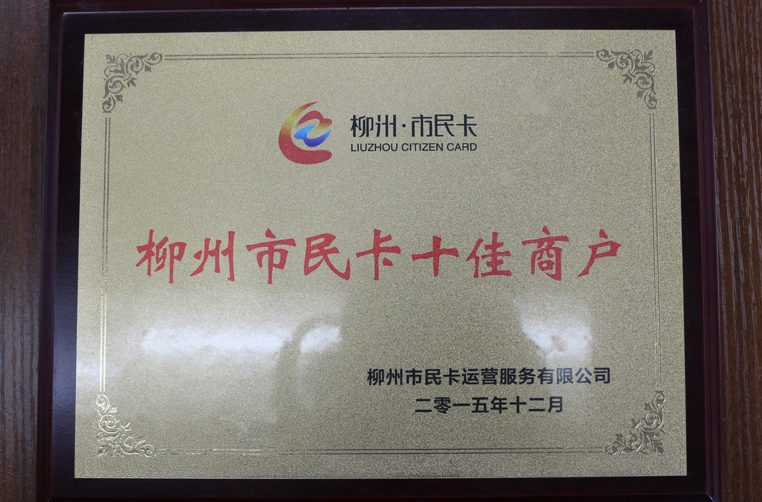 柳州·市民卡
LIUZHOU CITIZEN CARD
柳州市民卡十佳商户
柳州市民卡运营服务有限公司
二零一五年十二月